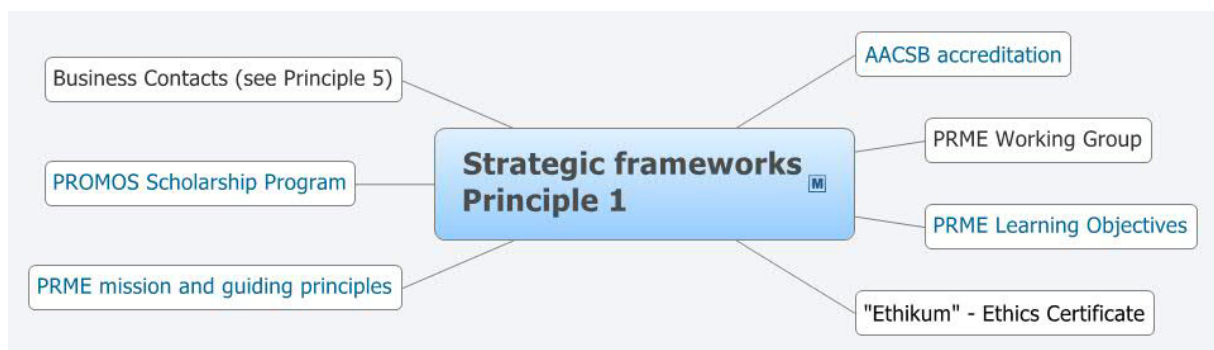 Business Contacts (see Principle 5)
PROMOS Scholarship Program
PRME mission and guiding principles
Strategic frameworks
Principle 1
M
AACSB accreditation
PRME Working Group
PRME Learning Objectives
"Ethikum" - Ethics Certificate